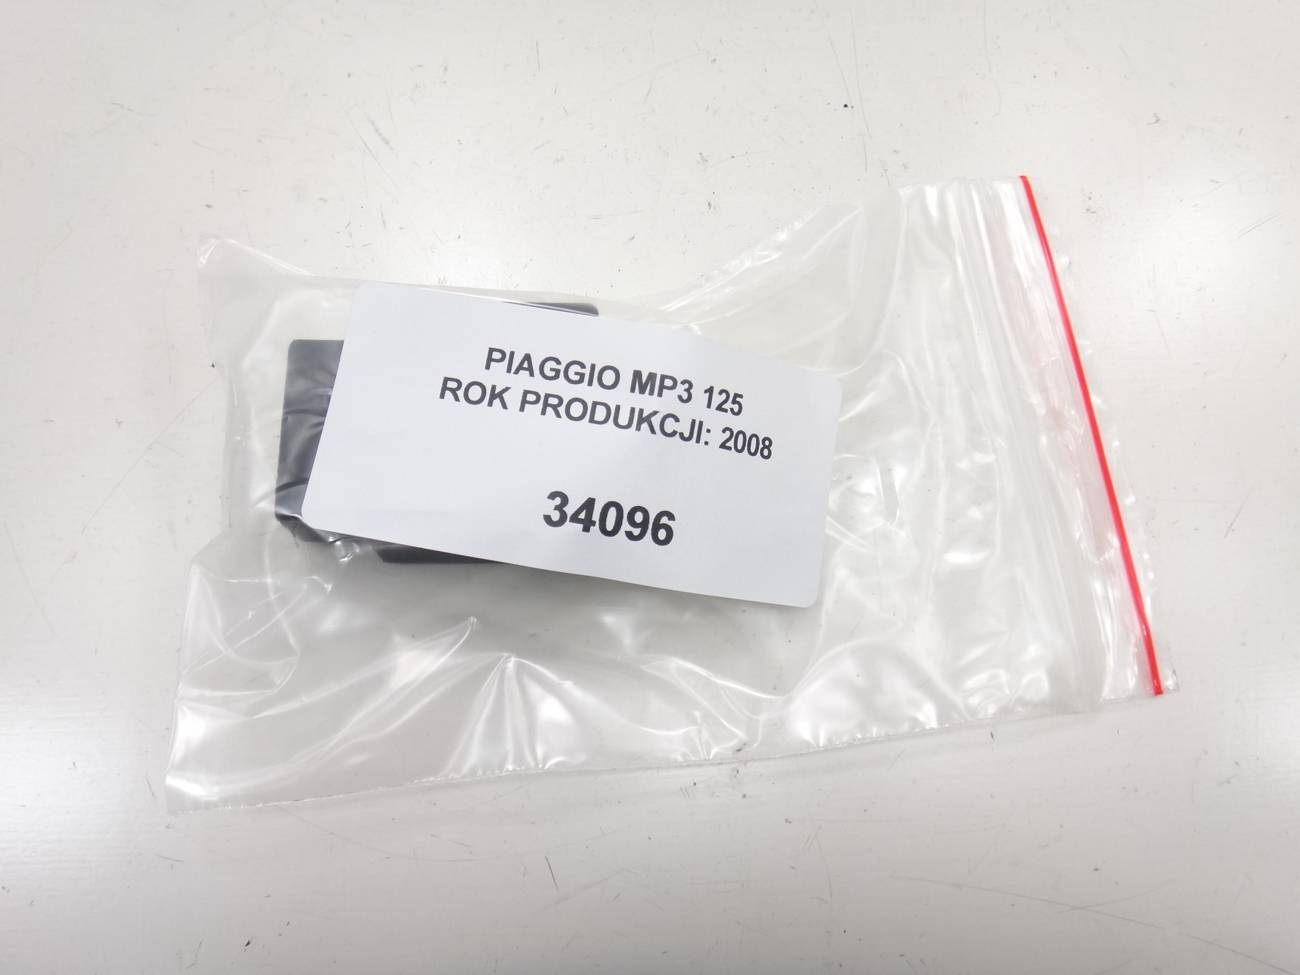 PIAGGIO MP3 125
ROK PRODUKCJI: 2008
34096